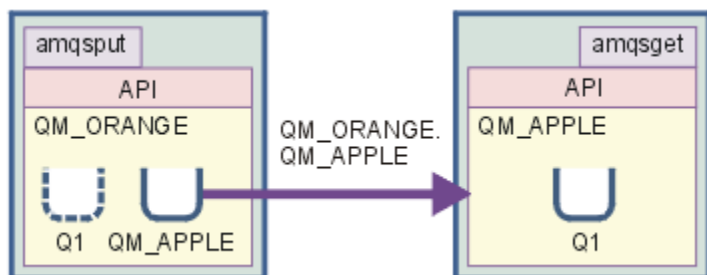 amqsput
API
QM_ORANGE
Q1 QM_APPLE
QM_ORANGE.
QM_APPLE
amqsget
API
QM_APPLE
Q1